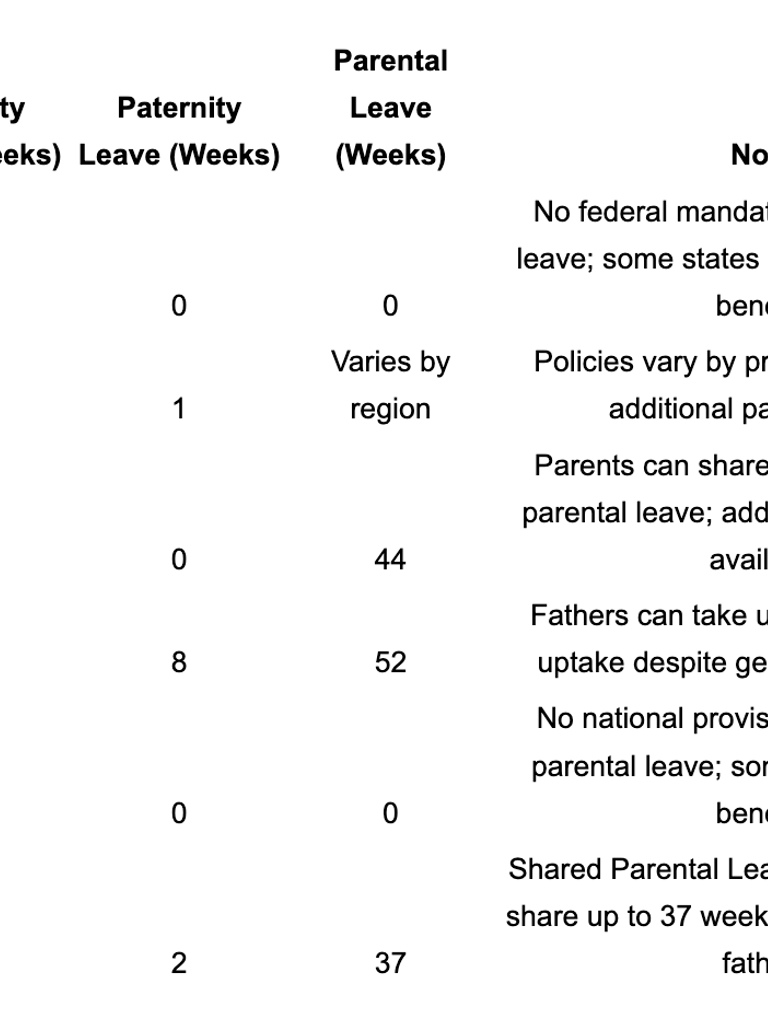 Parental
ty Paternity Leave
eeks) Leave (Weeks) (Weeks) No
No federal mandat
leave; some states
0 0 bene
Varies by Policies vary by pr
1 region additional pa
Parents can share
parental leave; add
0 44 avail
Fathers can take u
8 52 uptake despite ge
No national provis
parental leave; sor
0 0 bene
Shared Parental Lea
share up to 37 week
2 37 fath